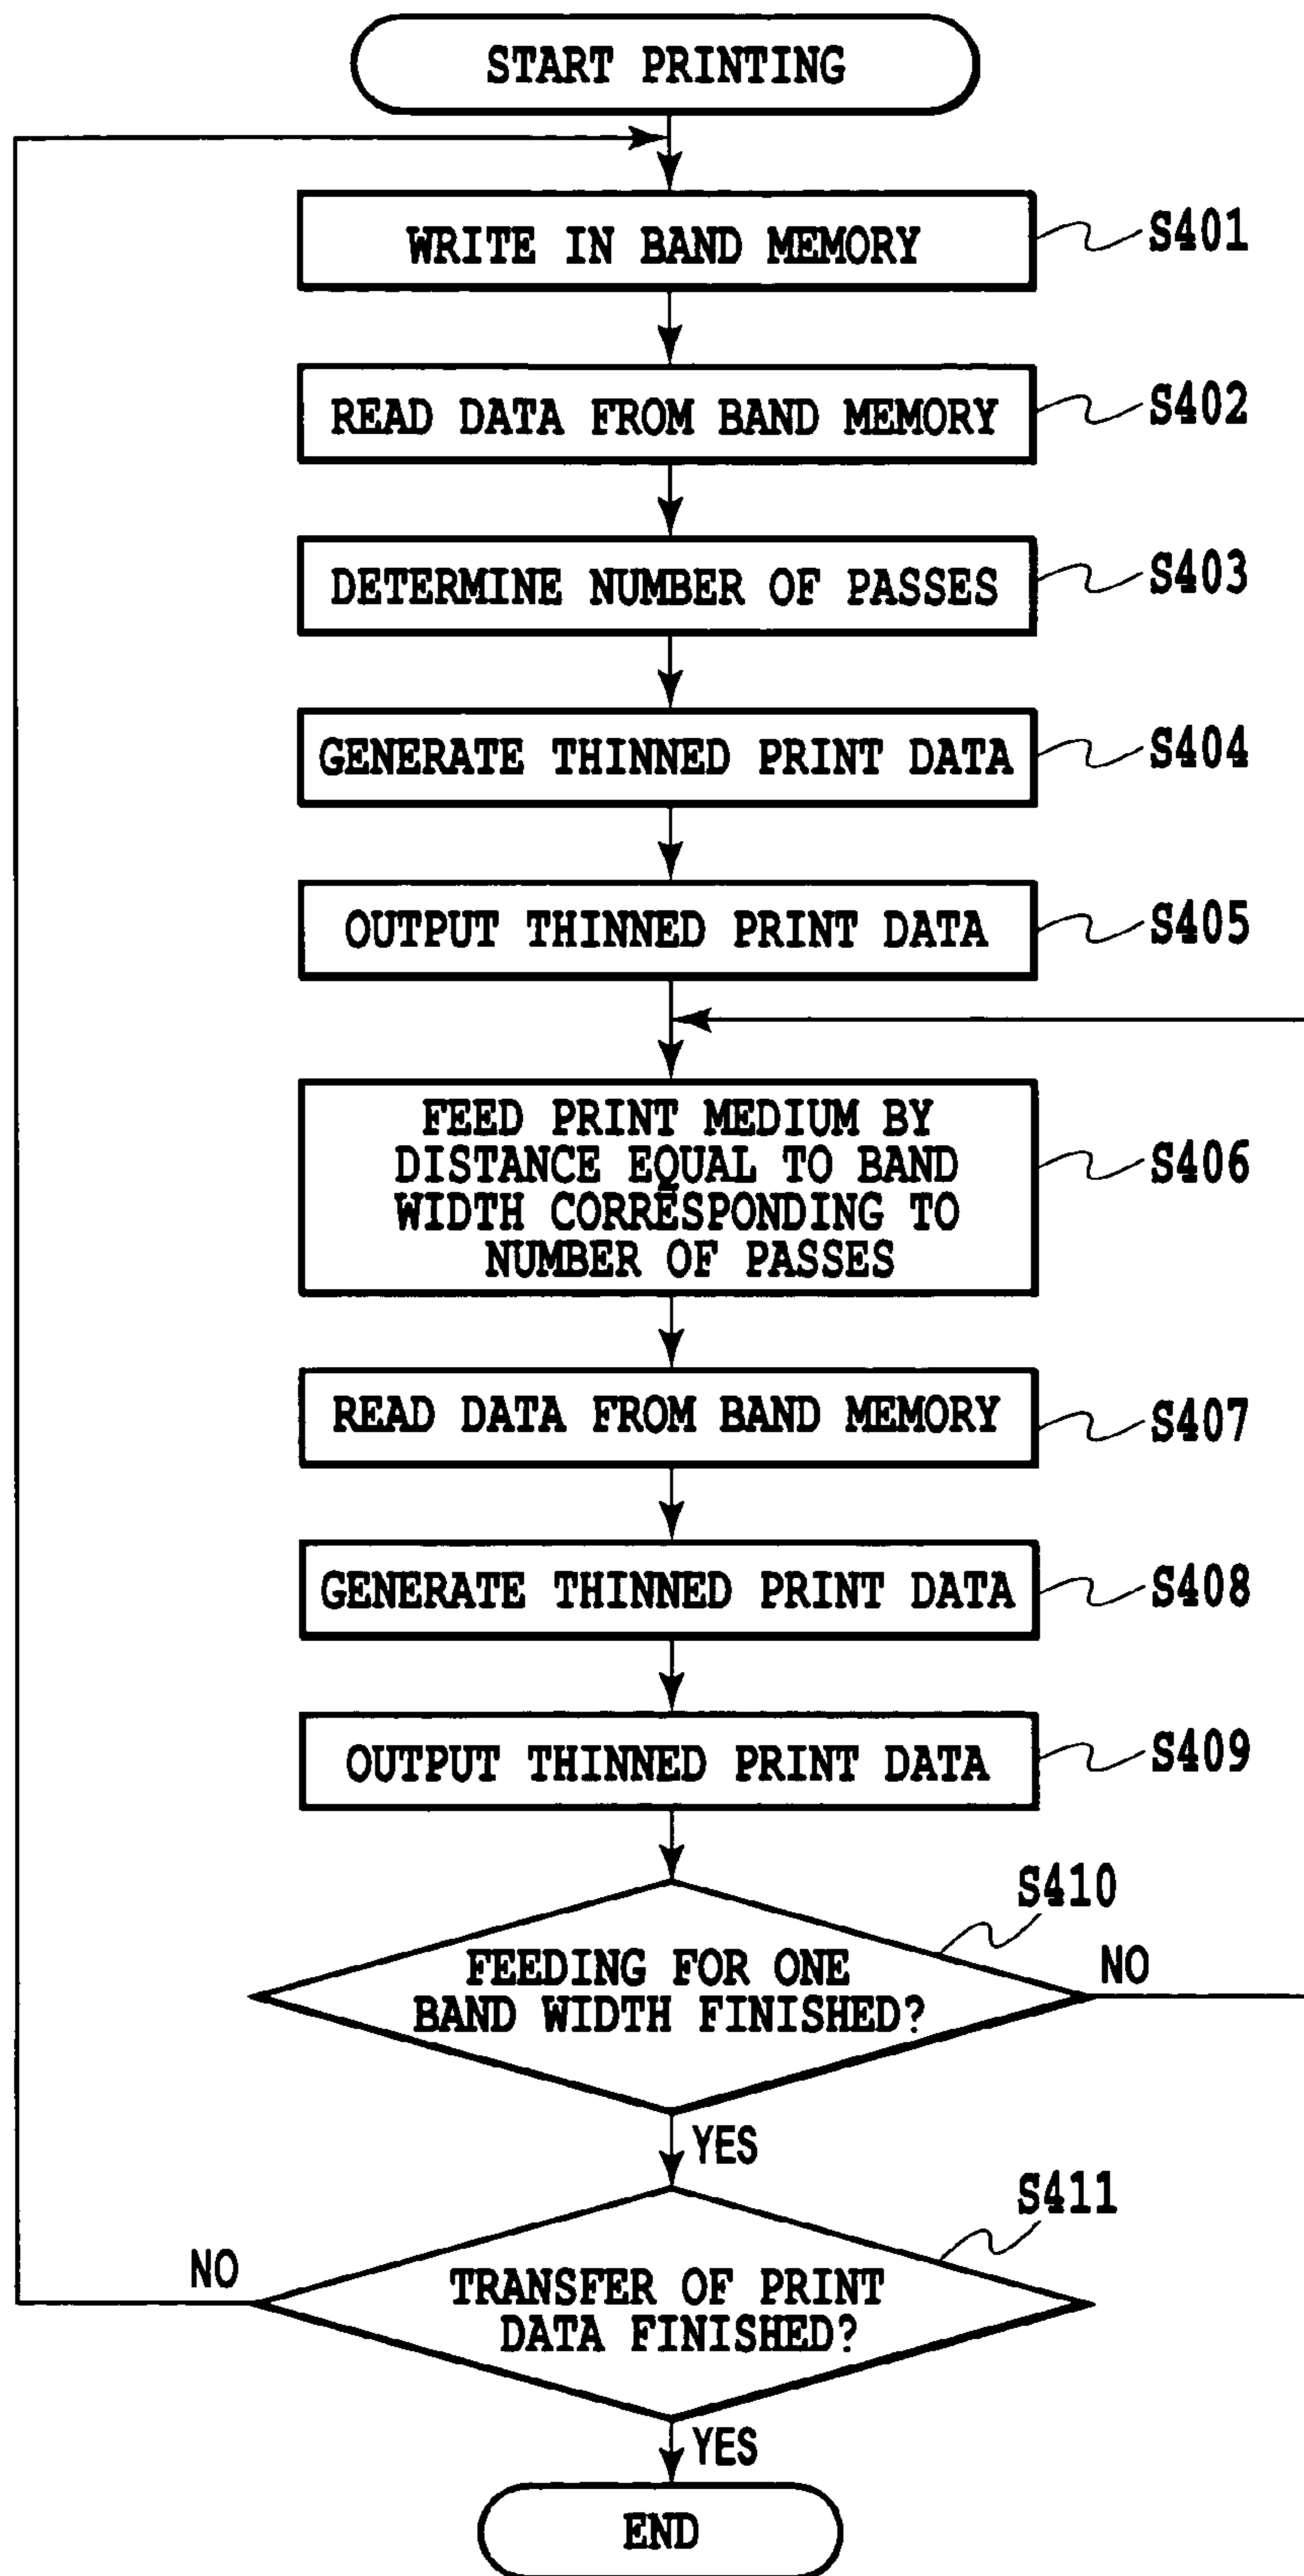 START PRINTING
WRITE IN BAND MEMORY
S401
READ DATA FROM BAND MEMORY
S402
DETERMINE NUMBER OF PASSES
S403
GENERATE THINNED PRINT DATA
S404
OUTPUT THINNED PRINT DATA
S405
FEED PRINT MEDIUM BY
DISTANCE EQUAL TO BAND
WIDTH CORRESPONDING TO
NUMBER OF PASSES
S406
READ DATA FROM BAND MEMORY
S407
GENERATE THINNED PRINT DATA
S408
OUTPUT THINNED PRINT DATA
S409
S410
FEEDING FOR ONE
BAND WIDTH FINISHED?
NO
YES
S411
NO
TRANSFER OF PRINT
DATA FINISHED?
YES
END